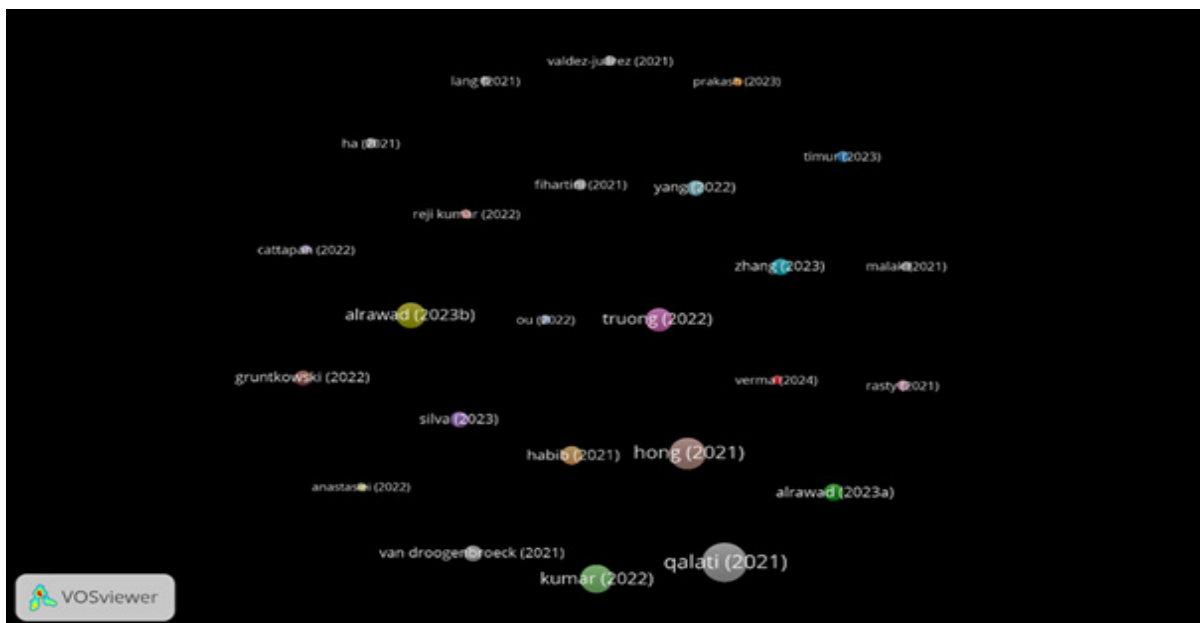 valdez-juarez (2021)
lang (2021)
prakash (2023)
ha (2021)
timur (2023)
fihartini (2021)
yang (2022)
reji kumar (2022)
cattapan (2022)
zhang (2023)
malak (2021)
alrawad (2023b)
ou (2022)
truong (2022)
gruntkowski (2022)
verma (2024)
rasty (2021)
silva (2023)
habib (2021)
hong (2021)
anastasiei (2022)
alrawad (2023a)
van droogenbroeck (2021)
qalati (2021)
kumar (2022)
VOSviewer